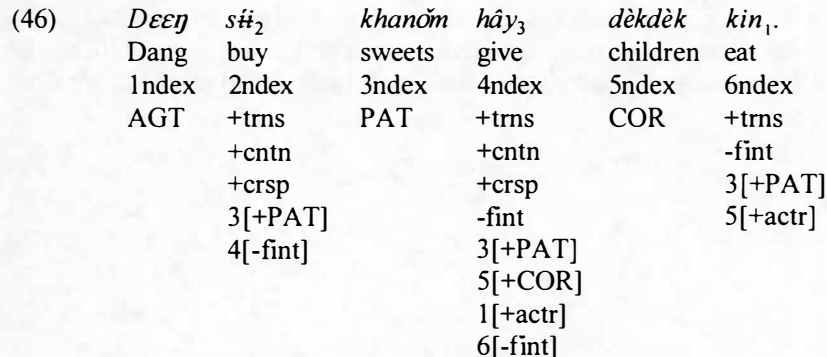 (46) Dɛɛŋ sɨ́ɨ₂ khanǒm hây₃ dèkdèk kin₁.
Dang buy sweets give children eat
1ndex 2ndex 3ndex 4ndex 5ndex 6ndex
AGT +trns PAT +trns COR +trns
+cntn +cntn -fint
+crsp +crsp 3[+PAT]
3[+PAT] -fint 5[+actr]
4[-fint] 3[+PAT]
5[+COR]
1[+actr]
6[-fint]